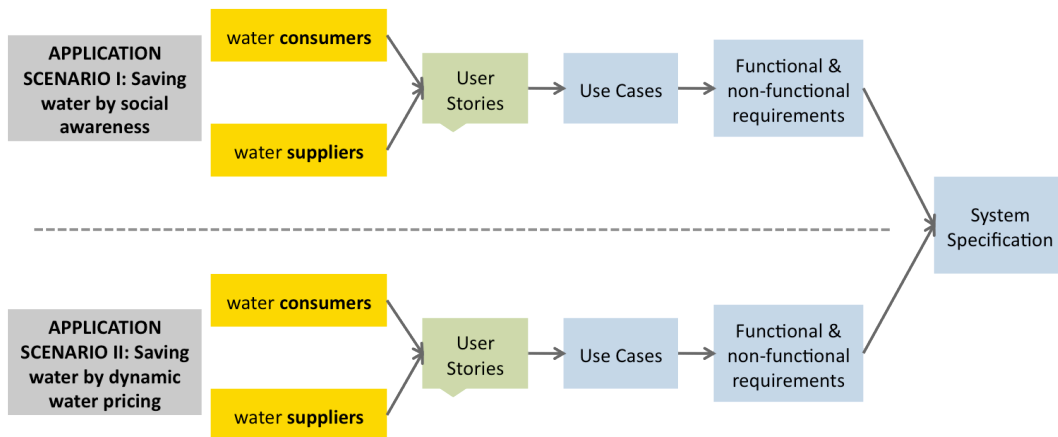 APPLICATION
SCENARIO I: Saving
water by social
awareness
water consumers
water suppliers
User
Stories
Use Cases
Functional &
non-functional
requirements
System
Specification
APPLICATION
SCENARIO II: Saving
water by dynamic
water pricing
water consumers
water suppliers
User
Stories
Use Cases
Functional &
non-functional
requirements